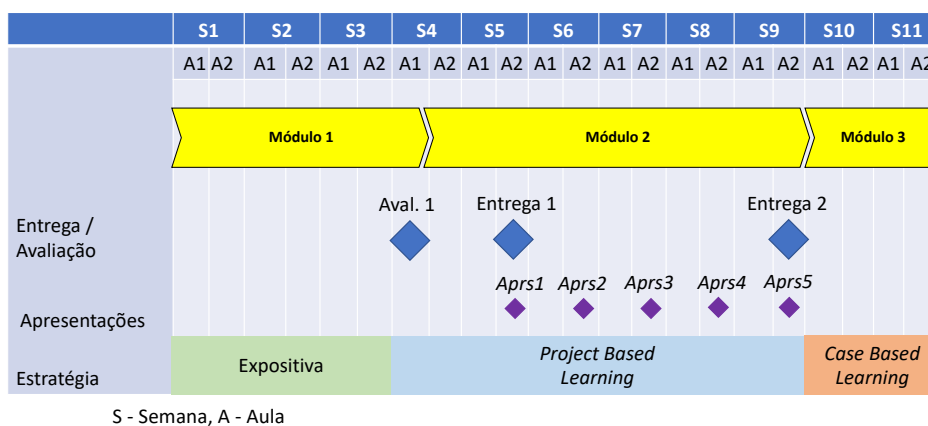 S1 S2 S3 S4 S5 S6 S7 S8 S9 S10 S11
A1 A2 A1 A2 A1 A2 A1 A2 A1 A2 A1 A2 A1 A2 A1 A2 A1 A2 A1 A2 A1 A2
Módulo 1 Módulo 2 Módulo 3
Aval. 1 Entrega 1 Entrega 2
Entrega /
Avaliação
Aprs1 Aprs2 Aprs3 Aprs4 Aprs5
Apresentações
Estratégia
Expositiva
Project Based
Learning
Case Based
Learning
S - Semana, A - Aula